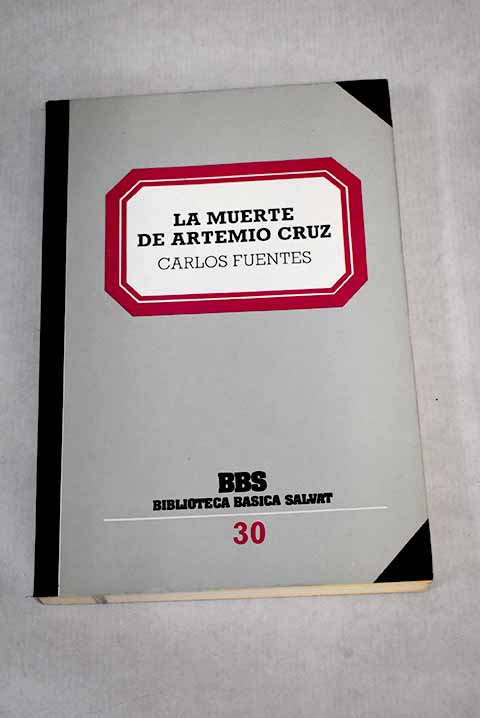 LA MUERTE
DE ARTEMIO CRUZ
CARLOS FUENTES
BBS
BIBLIOTECA BASICA SALVAT
30